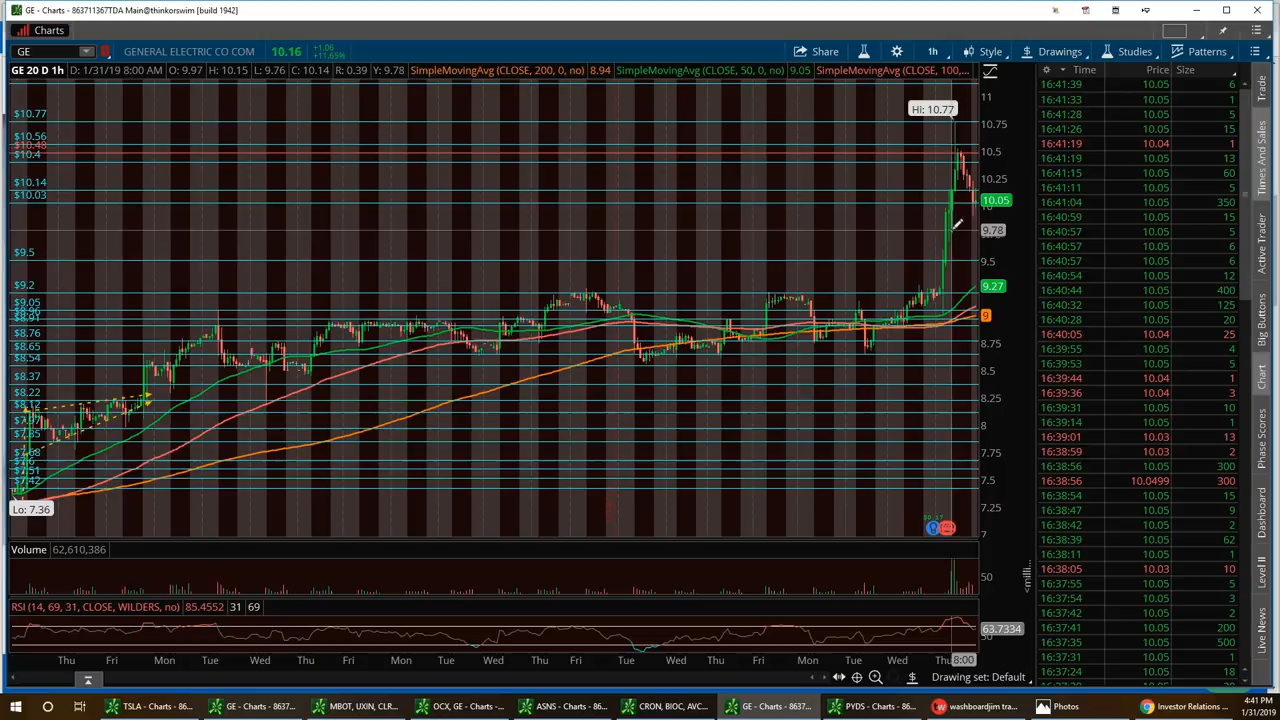 GE - Charts - 863711367TDA Main@thinkorswim [build 1942]
Charts
GE GENERAL ELECTRIC CO COM 10.16 +1.06 +11.65% Share 1h Style Drawings Studies Patterns
GE 20 D 1h 1/31/19 8:00 AM O: 9.97 H: 10.15 L: 9.76 C: 10.14 R: 0.39 Y: 9.78 SimpleMovingAvg (CLOSE, 200, 0, no) 8.94 SimpleMovingAvg (CLOSE, 50, 0, no) 9.05 SimpleMovingAvg (CLOSE, 100,...
Time Price Size
$10.77
$10.56
$10.48
$10.4
$10.14
$10.03
$9.5
$9.2
$9.05
$8.76
$8.65
$8.54
$8.37
$8.22
$8.12
$7.85
$7.68
$7.51
$7.42
Hi: 10.77
Lo: 7.36
11
10.75
10.5
10.25
10.05
9.78
9.5
9.27
9
8.75
8.5
8.25
8
7.75
7.5
7.25
7
16:41:39 10.05 6
16:41:33 10.05 1
16:41:28 10.05 5
16:41:26 10.05 15
16:41:19 10.04 1
16:41:19 10.05 13
16:41:15 10.05 60
16:41:11 10.05 5
16:41:04 10.05 350
16:40:59 10.05 15
16:40:57 10.05 5
16:40:57 10.05 6
16:40:54 10.05 12
16:40:44 10.05 400
16:40:32 10.05 125
16:40:28 10.05 20
16:40:05 10.04 25
16:39:55 10.05 4
16:39:53 10.05 5
16:39:44 10.04 1
16:39:36 10.04 3
16:39:31 10.05 10
16:39:14 10.05 1
16:39:01 10.03 13
16:38:59 10.03 2
16:38:56 10.05 300
16:38:56 10.0499 300
16:38:54 10.05 15
16:38:47 10.05 9
16:38:42 10.05 2
16:38:39 10.05 62
16:38:11 10.05 1
16:38:05 10.03 10
16:37:55 10.05 3
16:37:54 10.05 3
16:37:42 10.05 2
16:37:41 10.05 200
16:37:35 10.05 500
16:37:31 10.05 1
16:37:24 10.05 18
Trade
Times And Sales
Active Trader
Big Buttons
Chart
Phase Scores
Dashboard
Level II
Live News
Volume 62,610,386
50
RSI (14, 69, 31, CLOSE, WILDERS, no) 85.4552 31 69
63.7334
Thu Fri Mon Tue Wed Thu Fri Mon Tue Wed Thu Fri Tue Wed Thu Fri Mon Tue Wed Thu 8:00
Drawing set: Default
TSLA - Charts - 86... GE - Charts - 8637... MBOT, UXIN, CLR... OCX, GE - Charts -... ASNS - Charts - 86... CRON, BIOC, AVC... GE - Charts - 8637... PYDS - Charts - 86... washboardjim tra... Photos Investor Relations ...
4:41 PM
1/31/2019